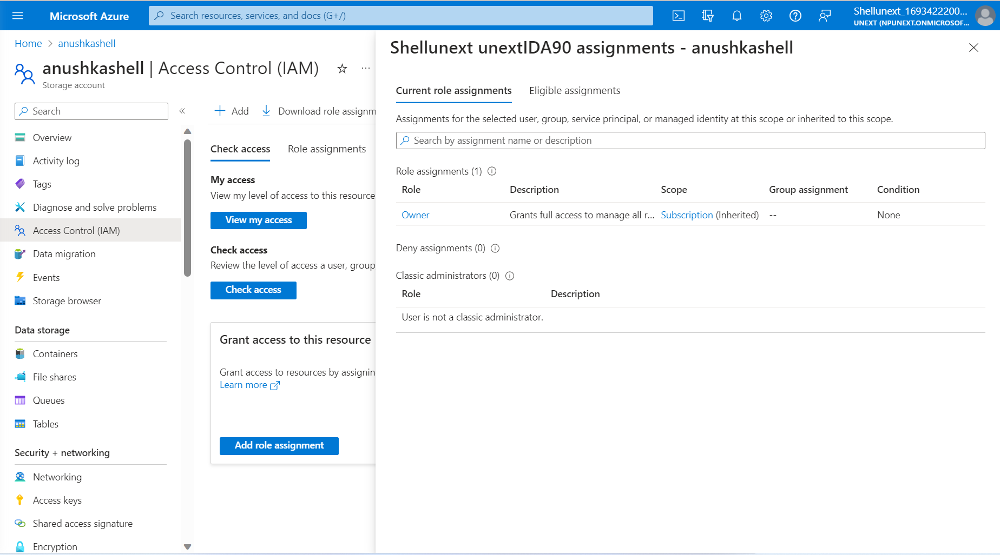 Microsoft Azure
Search resources, services, and docs (G+/)
Shellunext_1693422200...
UNEXT (NPUNEXT.ONMICROSOF...
Home > anushkashell
anushkashell | Access Control (IAM)
Storage account
Search
Overview
Activity log
Tags
Diagnose and solve problems
Access Control (IAM)
Data migration
Events
Storage browser
Data storage
Containers
File shares
Queues
Tables
Security + networking
Networking
Access keys
Shared access signature
Encryption
Add
Download role assignm
Check access
Role assignments
My access
View my level of access to this resource
View my access
Check access
Review the level of access a user, group
Check access
Grant access to this resource
Grant access to resources by assignin
Learn more
Add role assignment
Shellunext unextIDA90 assignments - anushkashell
Current role assignments
Eligible assignments
Assignments for the selected user, group, service principal, or managed identity at this scope or inherited to this scope.
Search by assignment name or description
Role assignments (1)
Role Description Scope Group assignment Condition
Owner Grants full access to manage all r... Subscription (Inherited) -- None
Deny assignments (0)
Classic administrators (0)
Role Description
User is not a classic administrator.